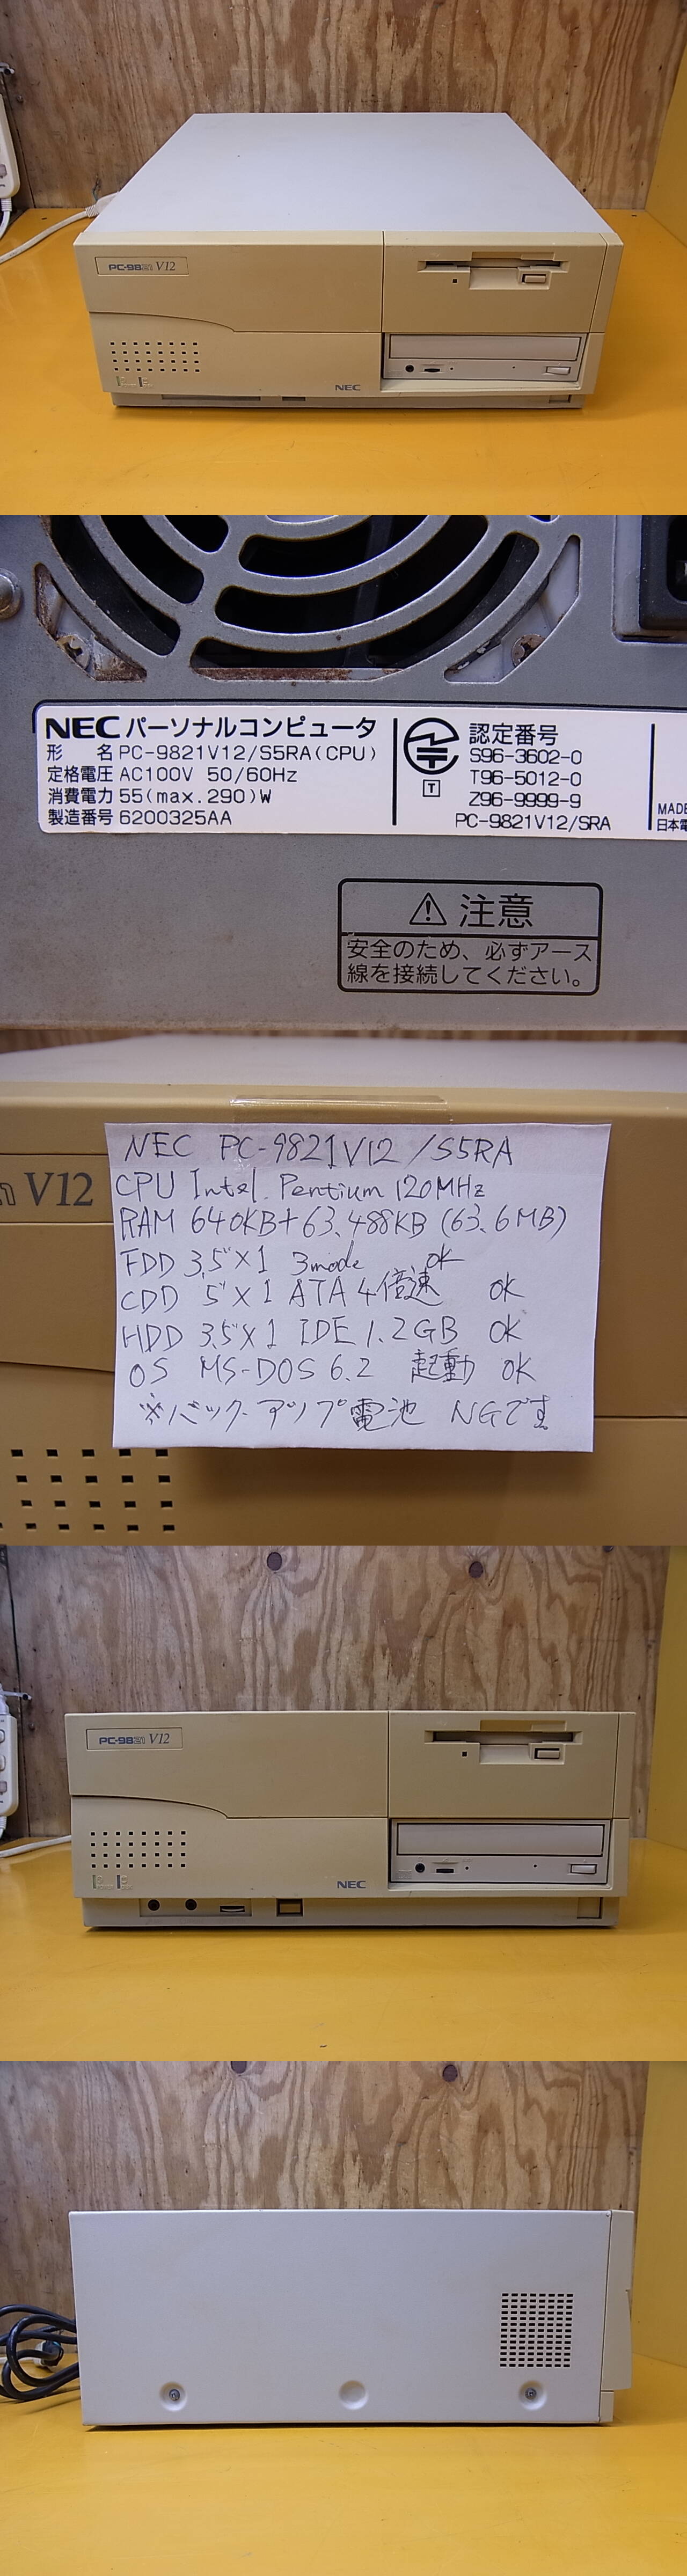 PC-9821 V12
NEC
NEC パーソナルコンピュータ
形 名 PC-9821V12/S5RA(CPU)
定格電圧 AC100V 50/60Hz
消費電力 55(max.290)W
製造番号 6200325AA
認定番号
S96-3602-0
T96-5012-0
Z96-9999-9
PC-9821V12/SRA
T
MADE
日本電
注意
安全のため、必ずアース
線を接続してください。
V12
NEC PC-9821V12/S5RA
CPU Intel. Pentium 120MHz
RAM 640KB+63.488KB(63.6MB)
FDD 3.5"×1 3mode OK
CDD 5"×1 ATA 4倍速 OK
HDD 3.5"×1 IDE 1.2GB OK
OS MS-DOS 6.2 起動 OK
※バックアップ電池 NGです
PC-9821 V12
NEC